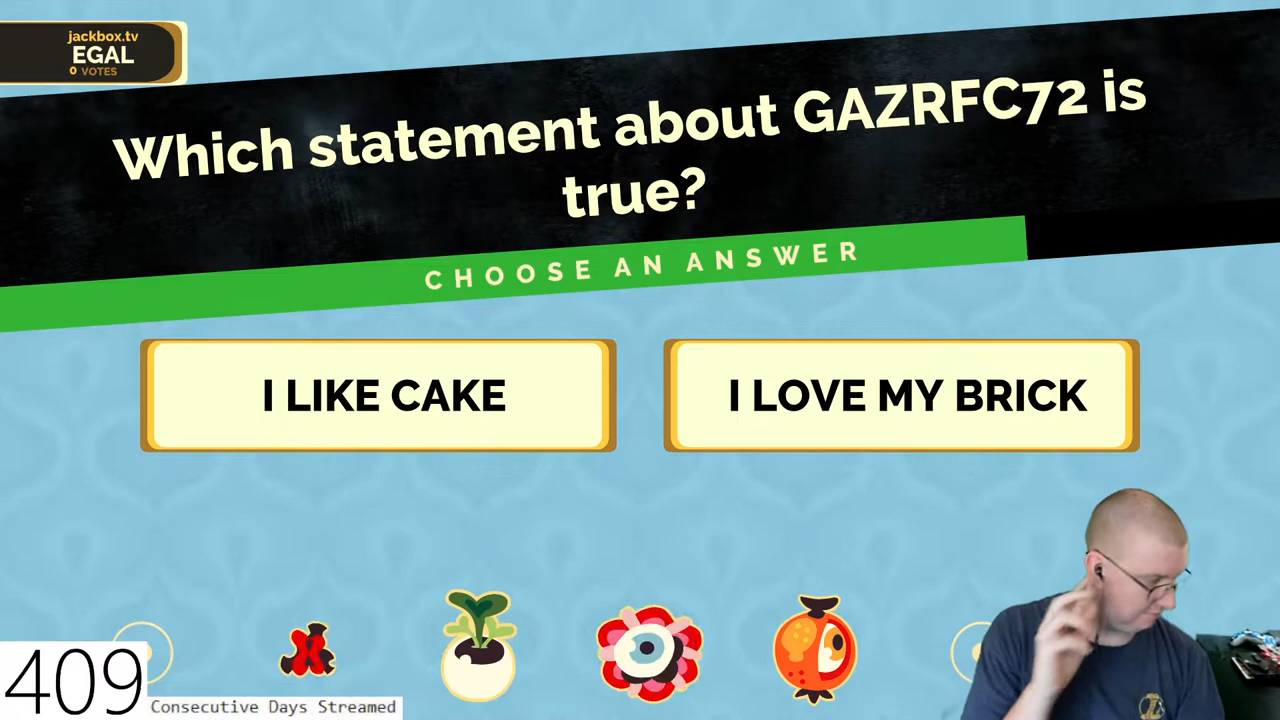 jackbox.tv
EGAL
0 VOTES
Which statement about GAZRFC72 is
true?
CHOOSE AN ANSWER
I LIKE CAKE
I LOVE MY BRICK
409
Consecutive Days Streamed